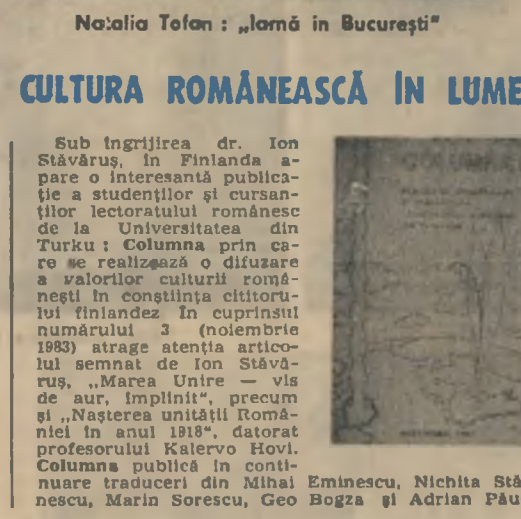 Natalia Tofan : „Iarnă în București"
CULTURA ROMÂNEASCĂ ÎN LUME
Sub îngrijirea dr. Ion
Stăvăruș, în Finlanda a-
pare o interesantă publica-
ție a studenților și cursan-
ților lectoratului românesc
de la Universitatea din
Turku : Columna prin ca-
re se realizează o difuzare
a valorilor culturii româ-
nești în conștiința cititoru-
lui finlandez În cuprinsul
numărului 3 (noiembrie
1983) atrage atenția artico-
lul semnat de Ion Stăvă-
ruș, „Marea Unire — vis
de aur, împlinit", precum
și „Nașterea unității Româ-
niei în anul 1918", datorat
profesorului Kalervo Hovi.
Columna publică în conti-
nuare traduceri din Mihai Eminescu, Nichita Stă
nescu, Marin Sorescu, Geo Bogza și Adrian Pău
COLUMNA